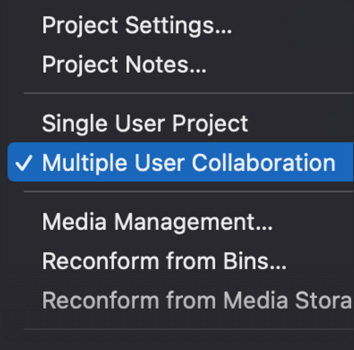 Project Settings...
Project Notes...
Single User Project
Multiple User Collaboration
Media Management...
Reconform from Bins...
Reconform from Media Stora